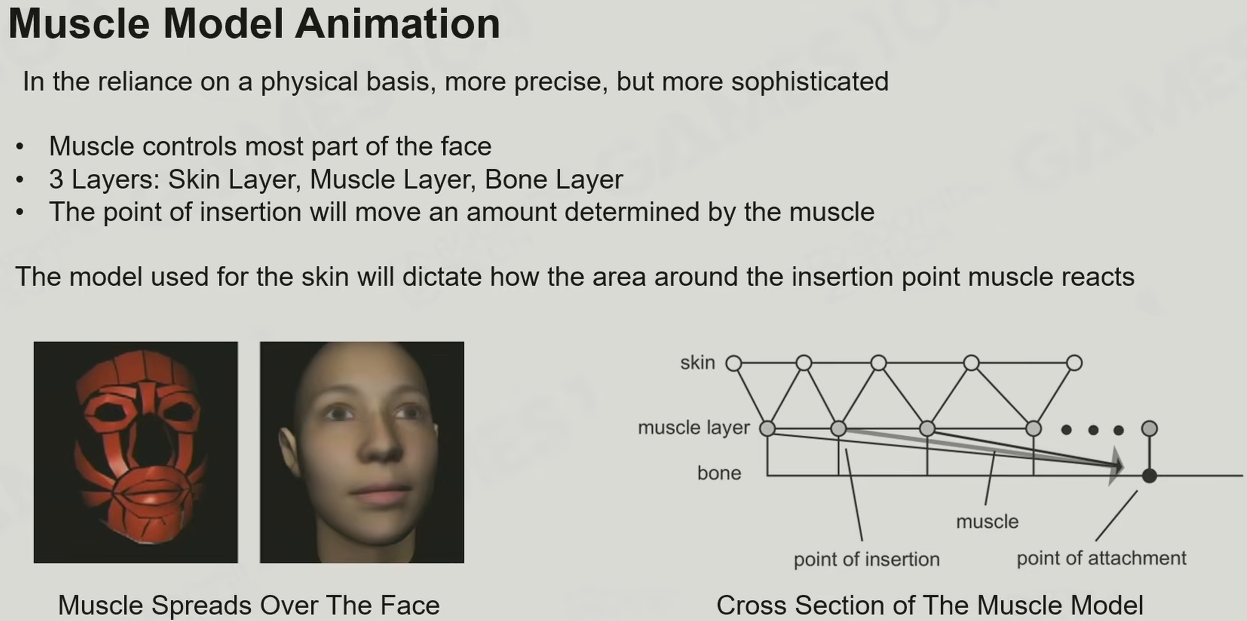 Muscle Model Animation
In the reliance on a physical basis, more precise, but more sophisticated
• Muscle controls most part of the face
• 3 Layers: Skin Layer, Muscle Layer, Bone Layer
• The point of insertion will move an amount determined by the muscle
The model used for the skin will dictate how the area around the insertion point muscle reacts
skin
muscle layer
bone
muscle
point of insertion
point of attachment
Muscle Spreads Over The Face
Cross Section of The Muscle Model